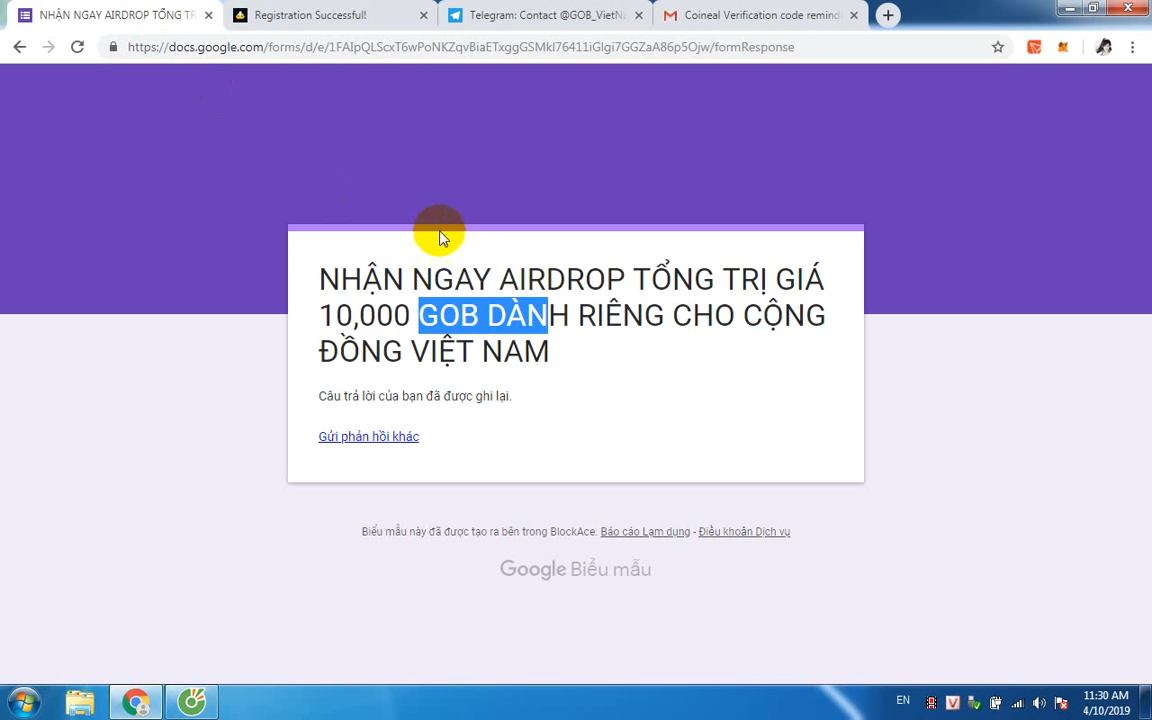 NHẬN NGAY AIRDROP TỔNG TR
Registration Successful!
Telegram: Contact @GOB_VietNa
Coineal Verification code remind
https://docs.google.com/forms/d/e/1FAIpQLScxT6wPoNKZqvBiaETxggGSMkI76411iGlgi7GGZaA86p5Ojw/formResponse
NHẬN NGAY AIRDROP TỔNG TRỊ GIÁ
10,000 GOB DÀNH RIÊNG CHO CỘNG
ĐỒNG VIỆT NAM
Câu trả lời của bạn đã được ghi lại.
Gửi phản hồi khác
Biểu mẫu này đã được tạo ra bên trong BlockAce. Báo cáo Lạm dụng - Điều khoản Dịch vụ
Google Biểu mẫu
EN
11:30 AM
4/10/2019